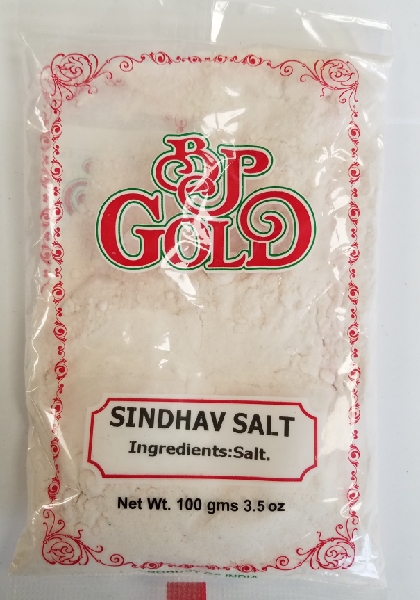 BJP
GOLD
SINDHAV SALT
Ingredients:Salt.
Net Wt. 100 gms 3.5 oz